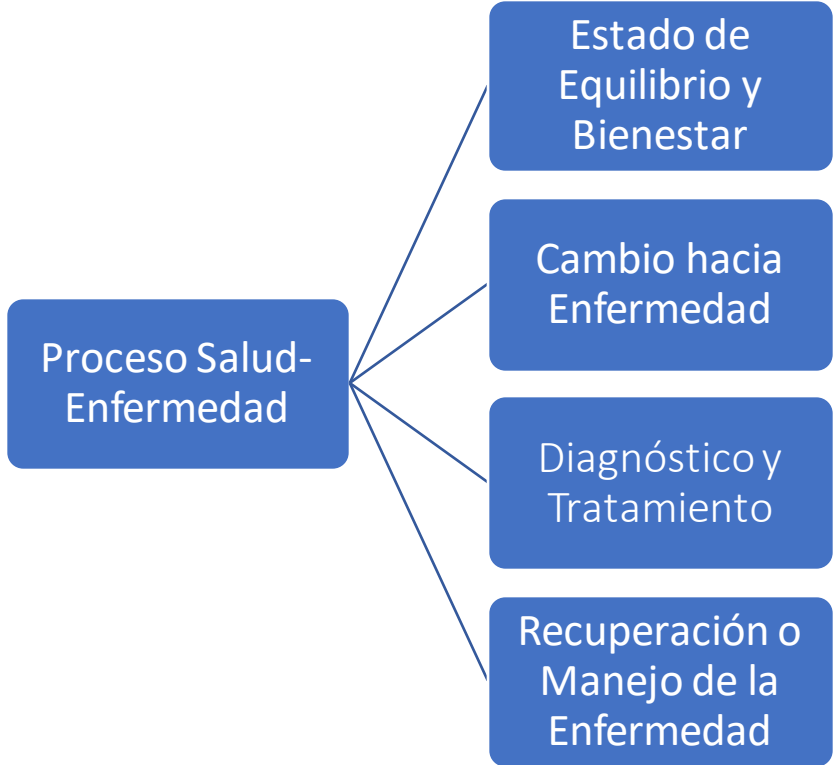 Proceso Salud-
Enfermedad
Estado de
Equilibrio y
Bienestar
Cambio hacia
Enfermedad
Diagnóstico y
Tratamiento
Recuperación o
Manejo de la
Enfermedad